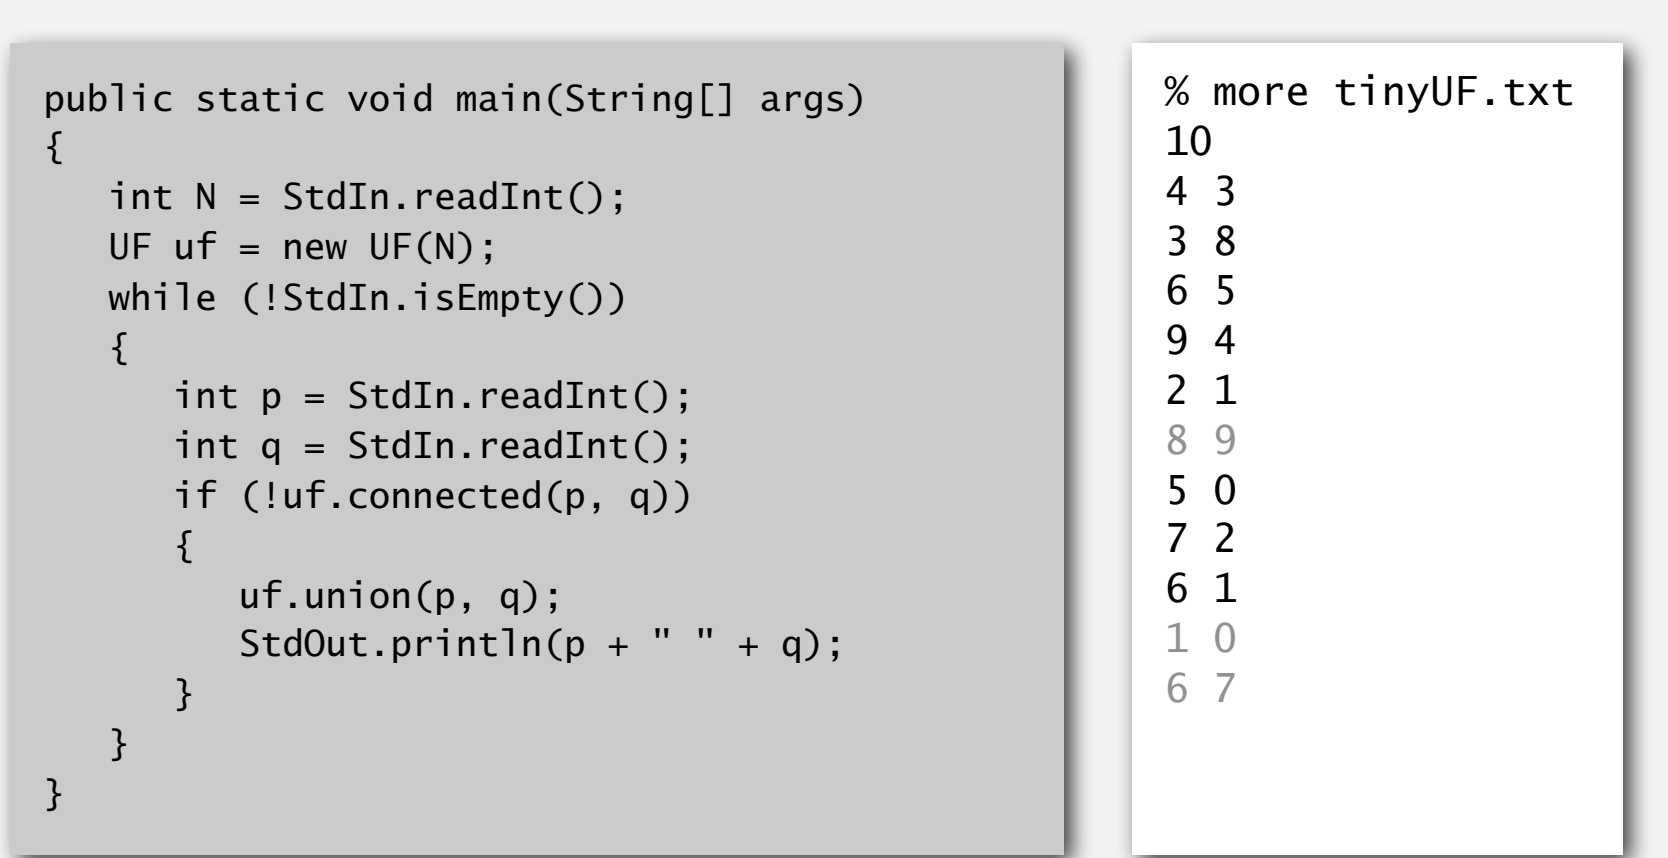 public static void main(String[] args)
{
   int N = StdIn.readInt();
   UF uf = new UF(N);
   while (!StdIn.isEmpty())
   {
      int p = StdIn.readInt();
      int q = StdIn.readInt();
      if (!uf.connected(p, q))
      {
         uf.union(p, q);
         StdOut.println(p + " " + q);
      }
   }
}
% more tinyUF.txt
10
4 3
3 8
6 5
9 4
2 1
8 9
5 0
7 2
6 1
1 0
6 7